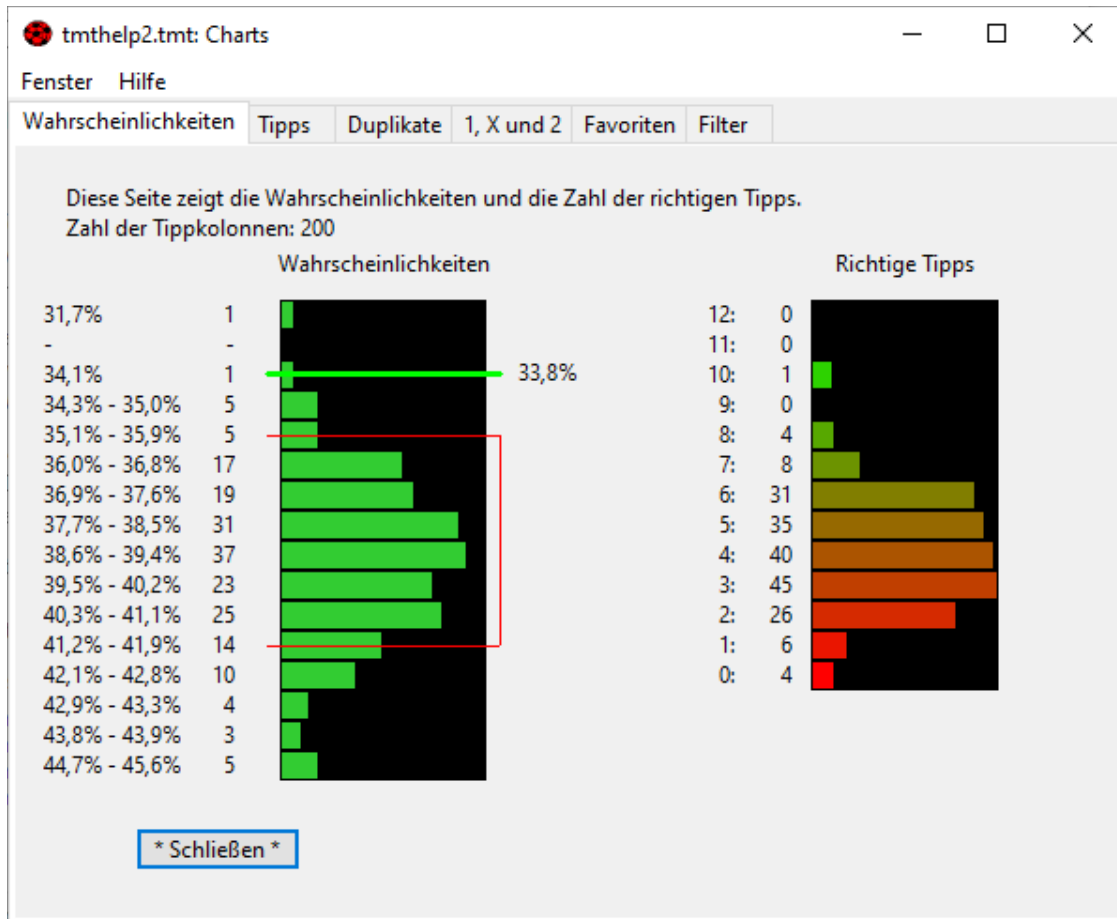 tmthelp2.tmt: Charts
Fenster Hilfe
Wahrscheinlichkeiten Tipps Duplikate 1, X und 2 Favoriten Filter
Diese Seite zeigt die Wahrscheinlichkeiten und die Zahl der richtigen Tipps.
Zahl der Tippkolonnen: 200
Wahrscheinlichkeiten Richtige Tipps
31,7% 1 12: 0
- - 11: 0
34,1% 1 33,8% 10: 1
34,3% - 35,0% 5 9: 0
35,1% - 35,9% 5 8: 4
36,0% - 36,8% 17 7: 8
36,9% - 37,6% 19 6: 31
37,7% - 38,5% 31 5: 35
38,6% - 39,4% 37 4: 40
39,5% - 40,2% 23 3: 45
40,3% - 41,1% 25 2: 26
41,2% - 41,9% 14 1: 6
42,1% - 42,8% 10 0: 4
42,9% - 43,3% 4
43,8% - 43,9% 3
44,7% - 45,6% 5
* Schließen *